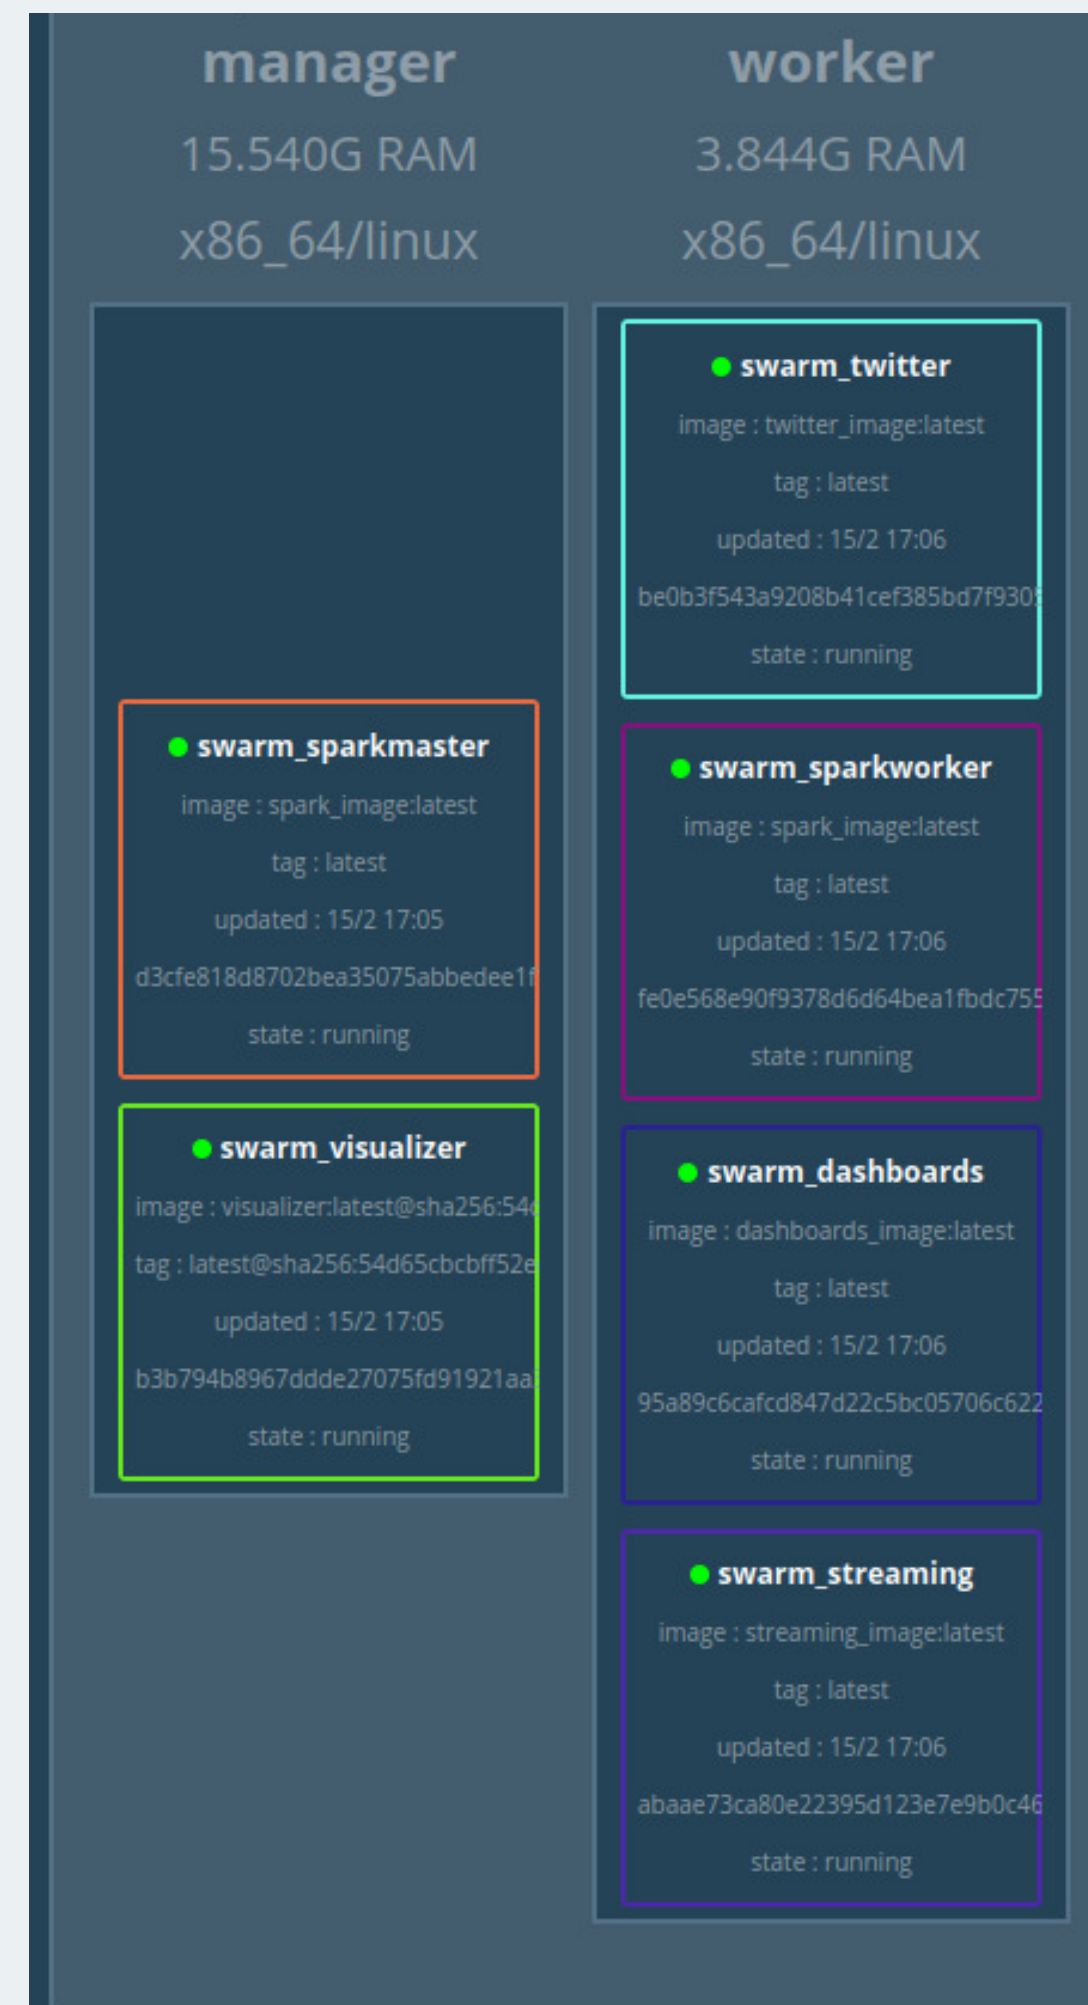 manager
15.540G RAM
x86_64/linux
swarm_sparkmaster
image : spark_image:latest
tag : latest
updated : 15/2 17:05
d3cfe818d8702bea35075abbedee1f
state : running
swarm_visualizer
image : visualizer:latest@sha256:54d
tag : latest@sha256:54d65cbcbff52e
updated : 15/2 17:05
b3b794b8967ddde27075fd91921aa
state : running
worker
3.844G RAM
x86_64/linux
swarm_twitter
image : twitter_image:latest
tag : latest
updated : 15/2 17:06
be0b3f543a9208b41cef385bd7f9305
state : running
swarm_sparkworker
image : spark_image:latest
tag : latest
updated : 15/2 17:06
fe0e568e90f9378d6d64bea1fbdc755
state : running
swarm_dashboards
image : dashboards_image:latest
tag : latest
updated : 15/2 17:06
95a89c6cafcd847d22c5bc05706c622
state : running
swarm_streaming
image : streaming_image:latest
tag : latest
updated : 15/2 17:06
abaae73ca80e22395d123e7e9b0c46
state : running